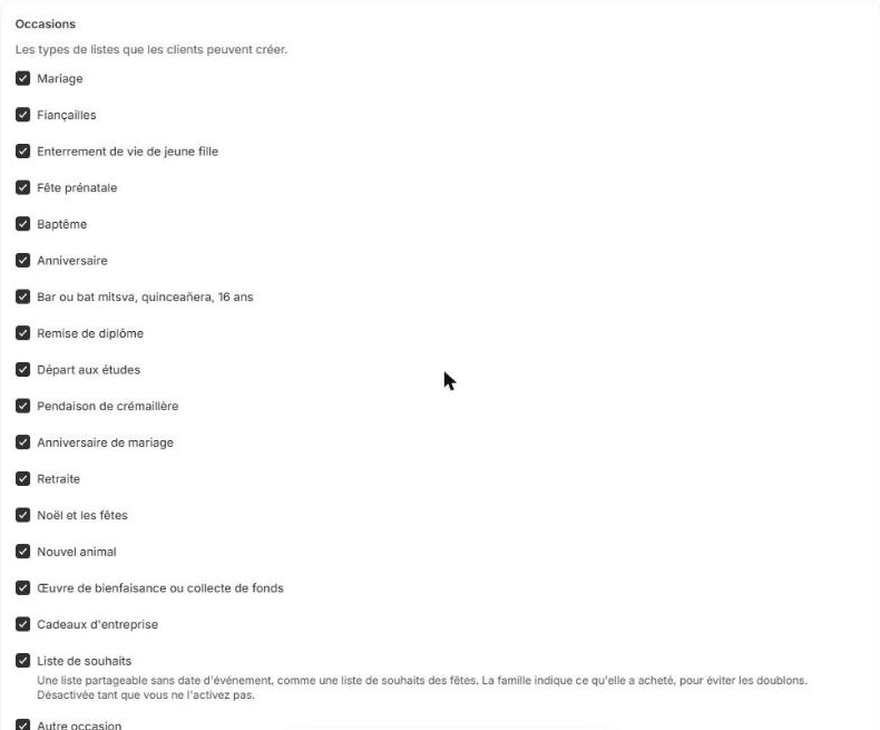 Occasions
Les types de listes que les clients peuvent créer.
Mariage
Fiançailles
Enterrement de vie de jeune fille
Fête prénatale
Baptême
Anniversaire
Bar ou bat mitsva, quinceañera, 16 ans
Remise de diplôme
Départ aux études
Pendaison de crémaillère
Anniversaire de mariage
Retraite
Noël et les fêtes
Nouvel animal
Œuvre de bienfaisance ou collecte de fonds
Cadeaux d'entreprise
Liste de souhaits
Une liste partageable sans date d'événement, comme une liste de souhaits des fêtes. La famille indique ce qu'elle a acheté, pour éviter les doublons.
Désactivée tant que vous ne l'activez pas.
Autre occasion